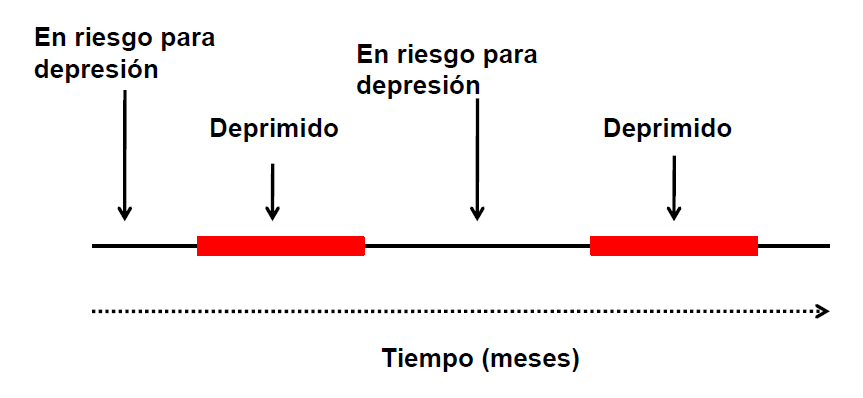 En riesgo para
depresión
Deprimido
En riesgo para
depresión
Deprimido
Tiempo (meses)